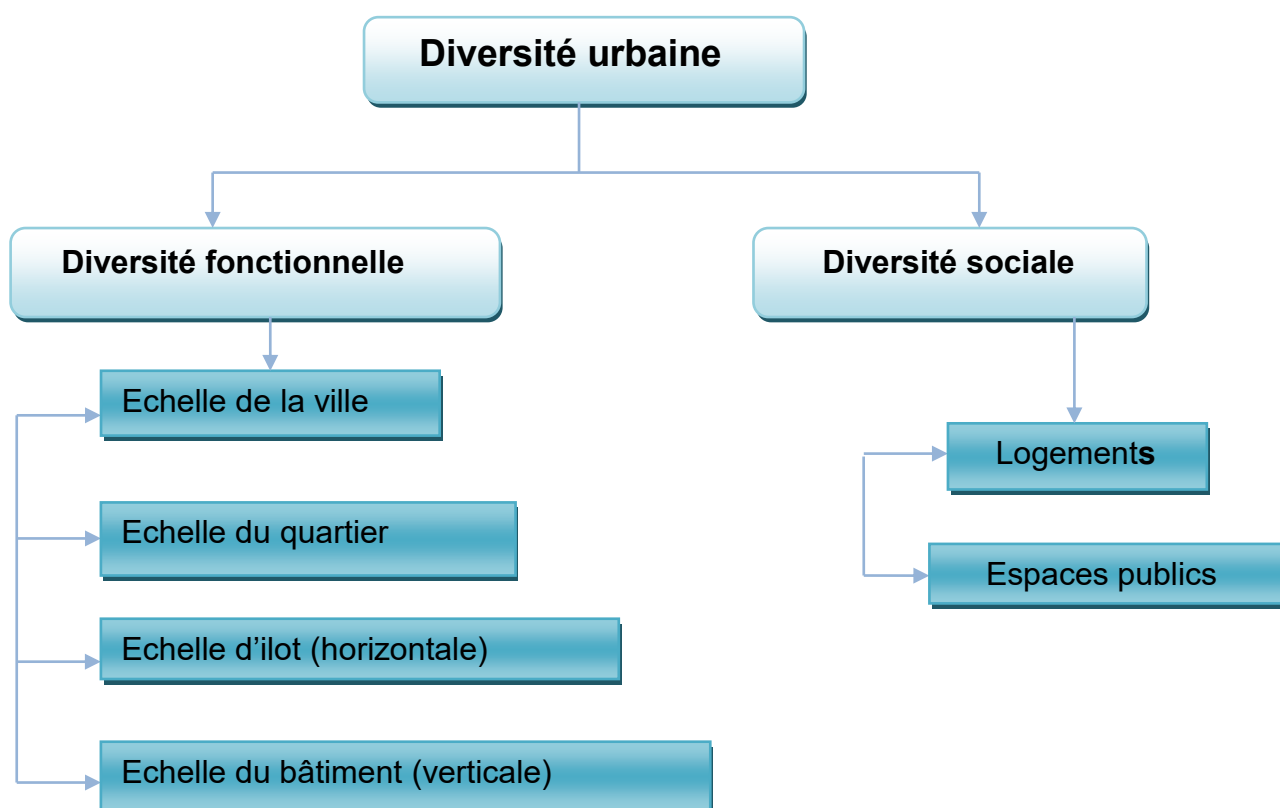 Diversité urbaine
Diversité fonctionnelle
Diversité sociale
Echelle de la ville
Echelle du quartier
Echelle d’ilot (horizontale)
Echelle du bâtiment (verticale)
Logements
Espaces publics